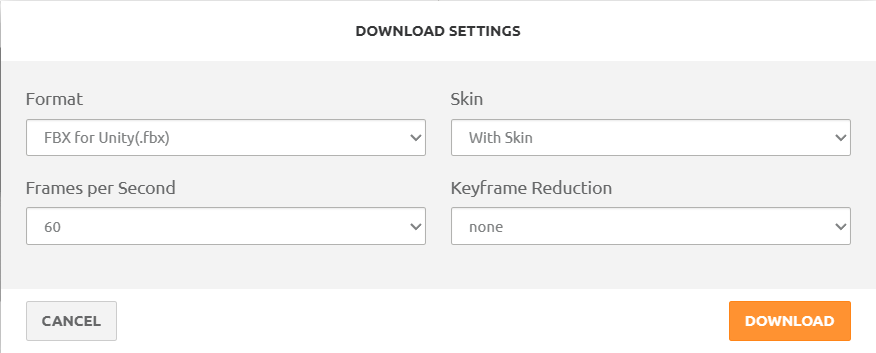 DOWNLOAD SETTINGS
Format
Skin
FBX for Unity(.fbx)
With Skin
Frames per Second
Keyframe Reduction
60
none
CANCEL
DOWNLOAD